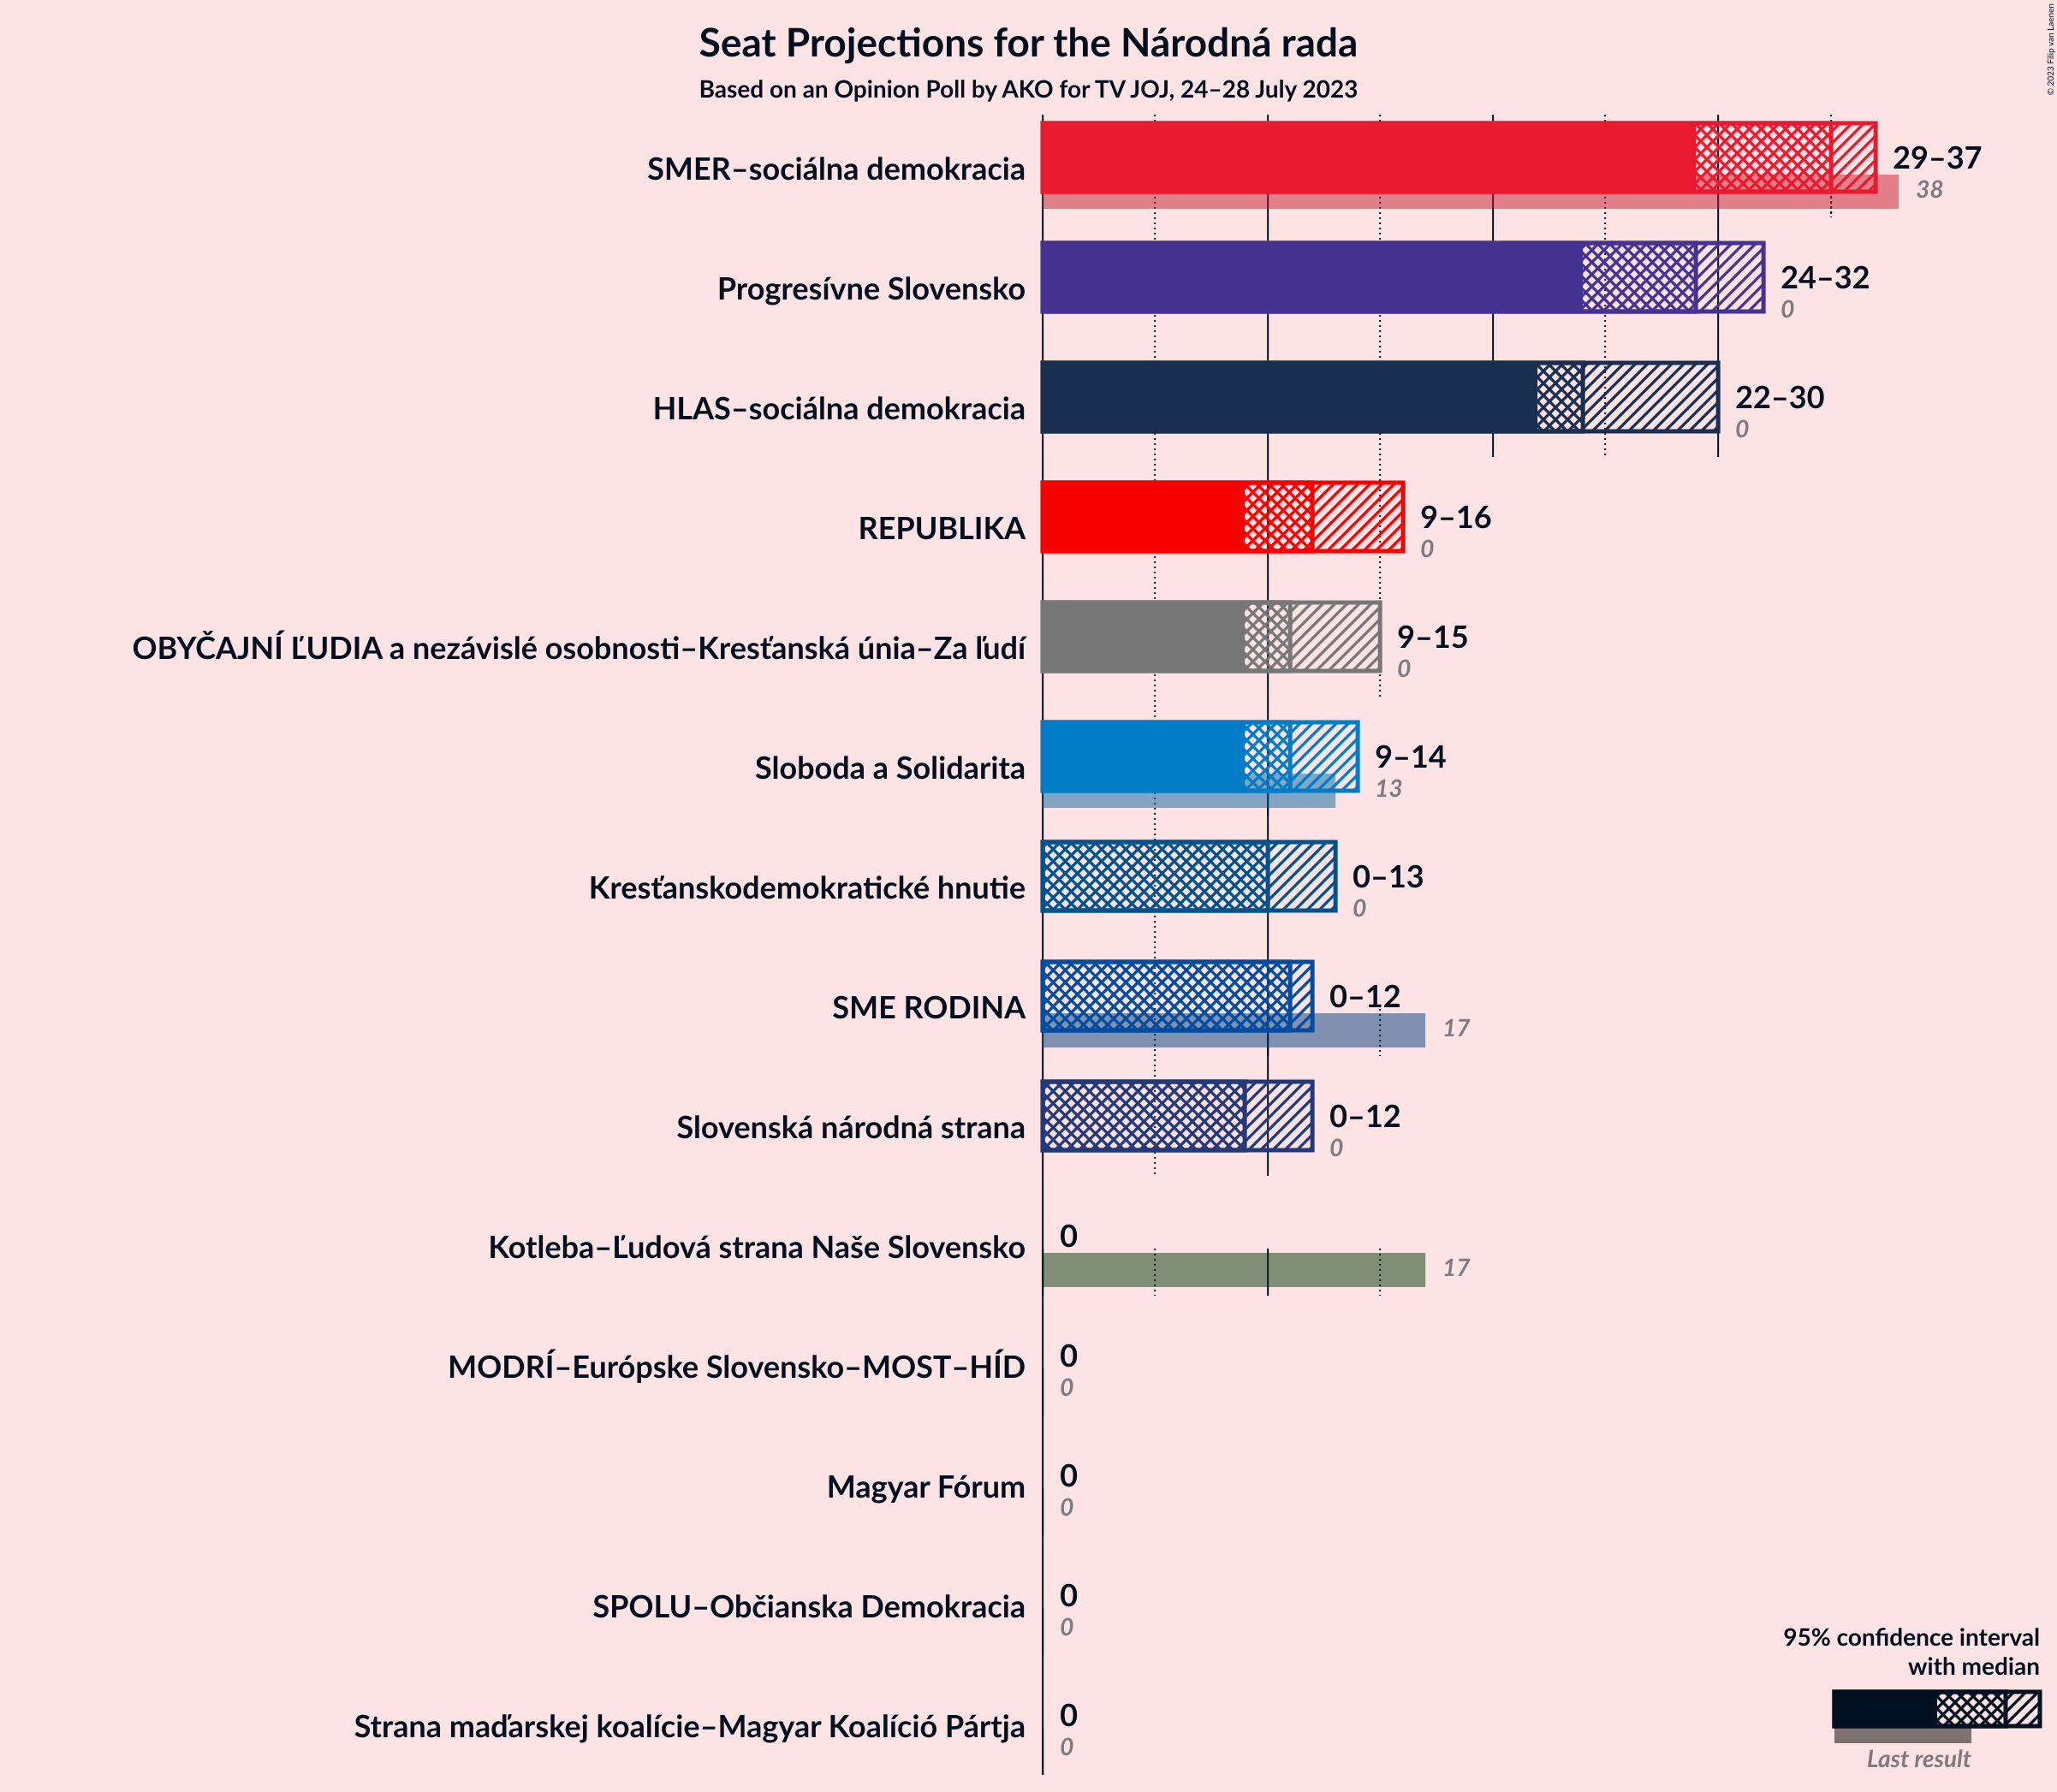 Seat Projections for the Národná rada
Based on an Opinion Poll by AKO for TV JOJ, 24–28 July 2023
© 2023 Filip van Laenen
SMER–sociálna demokracia
29–37
38
Progresívne Slovensko
24–32
0
HLAS–sociálna demokracia
22–30
0
REPUBLIKA
9–16
0
OBYČAJNÍ ĽUDIA a nezávislé osobnosti–Kresťanská únia–Za ľudí
9–15
0
Sloboda a Solidarita
9–14
13
Kresťanskodemokratické hnutie
0–13
0
SME RODINA
0–12
17
Slovenská národná strana
0–12
0
Kotleba–Ľudová strana Naše Slovensko
0
17
MODRÍ–Európske Slovensko–MOST–HÍD
0
0
Magyar Fórum
0
0
SPOLU–Občianska Demokracia
0
0
Strana maďarskej koalície–Magyar Koalíció Pártja
0
0
95% confidence interval
with median
Last result